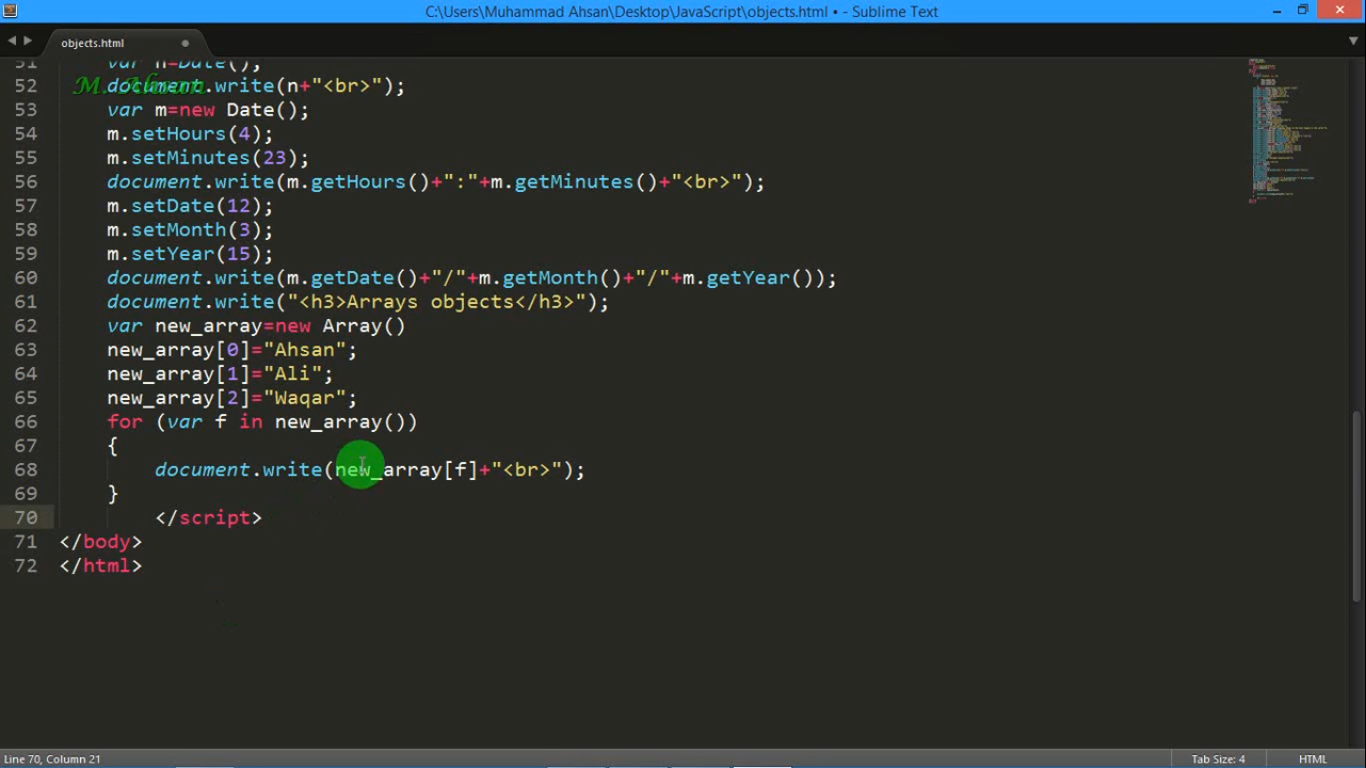 C:\Users\Muhammad Ahsan\Desktop\JavaScript\objects.html • - Sublime Text
objects.html
51 var n=Date();
M. Ahsan
52 document.write(n+"<br>");
53 var m=new Date();
54 m.setHours(4);
55 m.setMinutes(23);
56 document.write(m.getHours()+":"+m.getMinutes()+"<br>");
57 m.setDate(12);
58 m.setMonth(3);
59 m.setYear(15);
60 document.write(m.getDate()+"/"+m.getMonth()+"/"+m.getYear());
61 document.write("<h3>Arrays objects</h3>");
62 var new_array=new Array()
63 new_array[0]="Ahsan";
64 new_array[1]="Ali";
65 new_array[2]="Waqar";
66 for (var f in new_array())
67 {
68 document.write(new_array[f]+"<br>");
69 }
70 </script>
71 </body>
72 </html>
Line 70, Column 21
Tab Size: 4
HTML